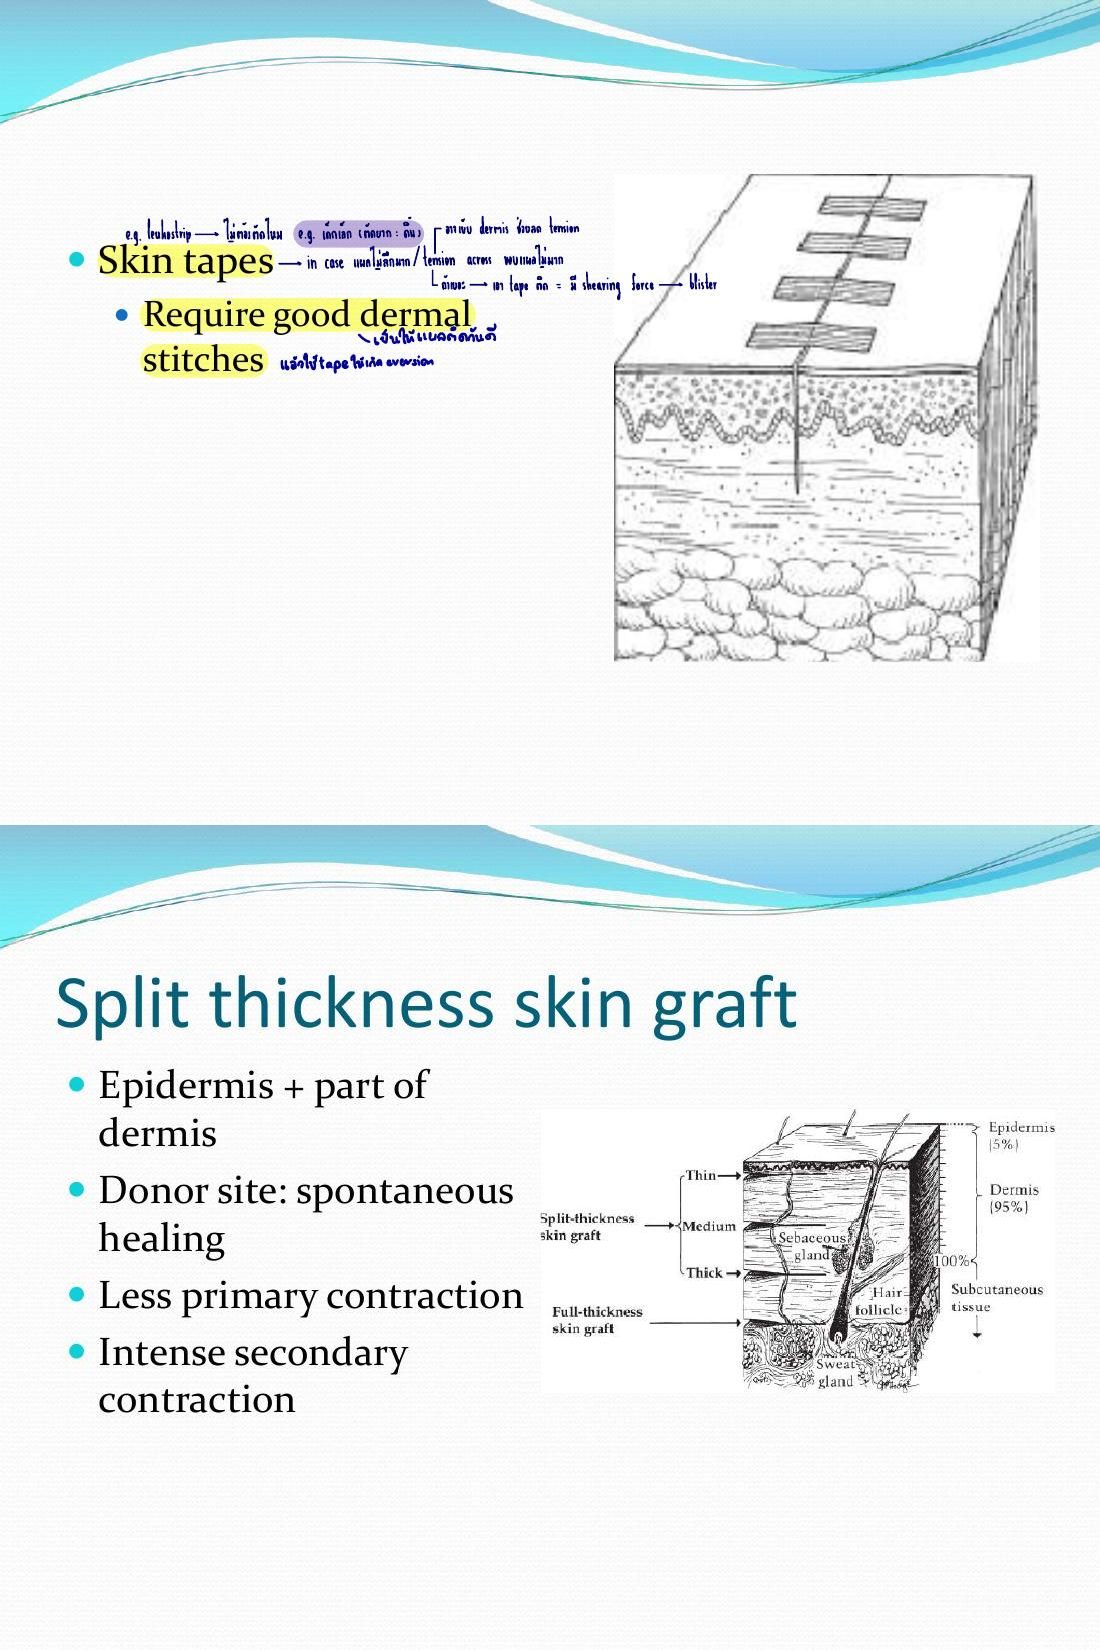 e.g. leukostrip → ไม่ต้องตัดไหม e.g. เด็กเล็ก (ตัดยาก : ดิ้น)
อาจเย็บ dermis ช่วยลด tension
Skin tapes → in case แผลไม่ลึกมาก / tension across บนแผลไม่มาก
ถ้าเยอะ → เอา tape ติด = มี shearing force → blister
Require good dermal
เย็บให้แผลติดกันดี
stitches แล้วใช้ tape ให้เกิด eversion
Split thickness skin graft
Epidermis + part of
dermis
Donor site: spontaneous
healing
Less primary contraction
Intense secondary
contraction
Epidermis
(5%)
Thin
Dermis
(95%)
Split-thickness
skin graft
Medium
Sebaceous
gland
100%
Thick
Hair
follicle
Subcutaneous
tissue
Full-thickness
skin graft
Sweat
gland